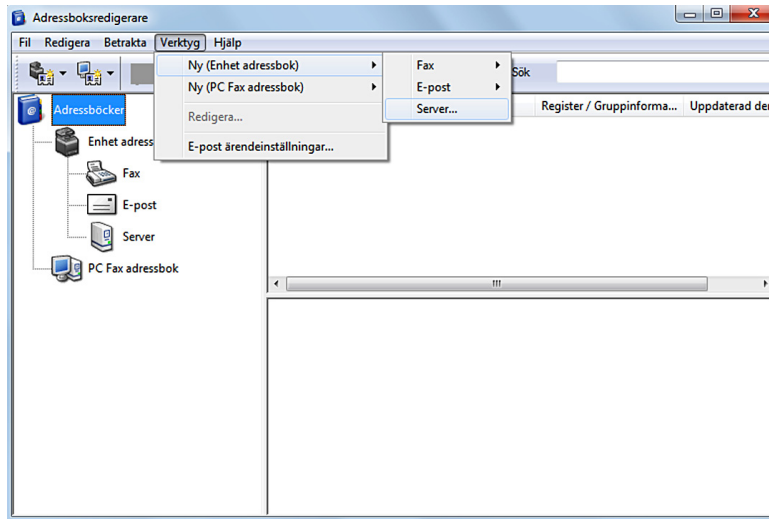 Adressboksredigerare
Fil Redigera Betrakta Verktyg Hjälp
Ny (Enhet adressbok)
Ny (PC Fax adressbok)
Redigera...
E-post ärendeinställningar...
Fax
E-post
Server...
Sök
Register / Gruppinforma... Uppdaterad den
Adressböcker
Enhet adress
Fax
E-post
Server
PC Fax adressbok